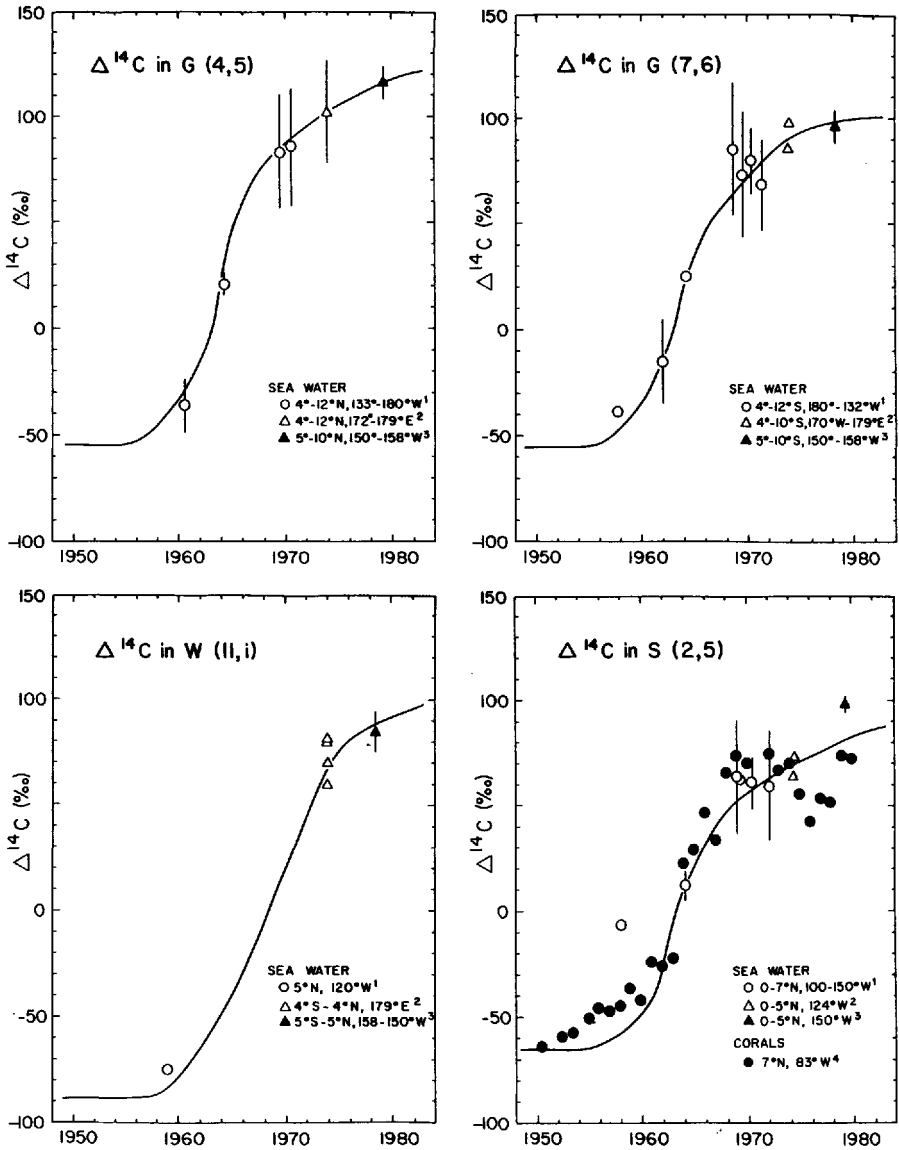 Δ ¹⁴C in G (4,5)
150
100
50
0
-50
-100
Δ¹⁴C (‰)
SEA WATER
○ 4°-12°N, 133°-180°W¹
△ 4°-12°N, 172°-179°E²
▲ 5°-10°N, 150°-158°W³
1950 1960 1970 1980
Δ ¹⁴C in G (7,6)
150
100
50
0
-50
-100
Δ¹⁴C (‰)
SEA WATER
○ 4°-12°S, 180°-132°W¹
△ 4°-10°S, 170°W-179°E²
▲ 5°-10°S, 150°-158°W³
1950 1960 1970 1980
Δ ¹⁴C in W (11,i)
150
100
50
0
-50
-100
Δ¹⁴C (‰)
SEA WATER
○ 5°N, 120°W¹
△ 4°S-4°N, 179°E²
▲ 5°S-5°N, 158-150°W³
1950 1960 1970 1980
Δ ¹⁴C in S (2,5)
150
100
50
0
-50
-100
Δ¹⁴C (‰)
SEA WATER
○ 0-7°N, 100-150°W¹
△ 0-5°N, 124°W²
▲ 0-5°N, 150°W³
CORALS
● 7°N, 83°W⁴
1950 1960 1970 1980